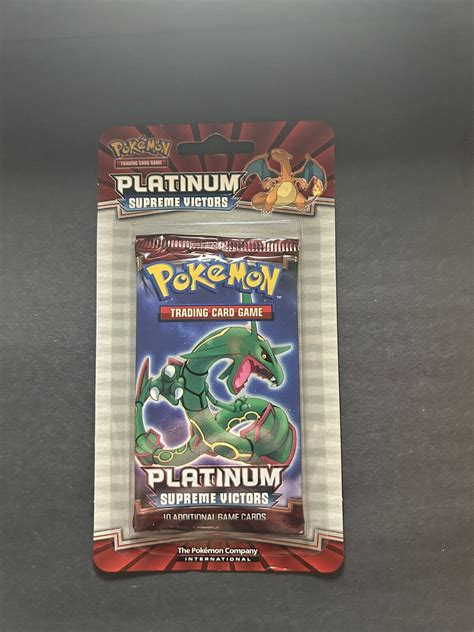 POKéMON
TRADING CARD GAME
PLATINUM
SUPREME VICTORS
POKéMON
TM
TRADING CARD GAME
PLATINUM
SUPREME VICTORS
10 ADDITIONAL GAME CARDS
The Pokémon Company
INTERNATIONAL